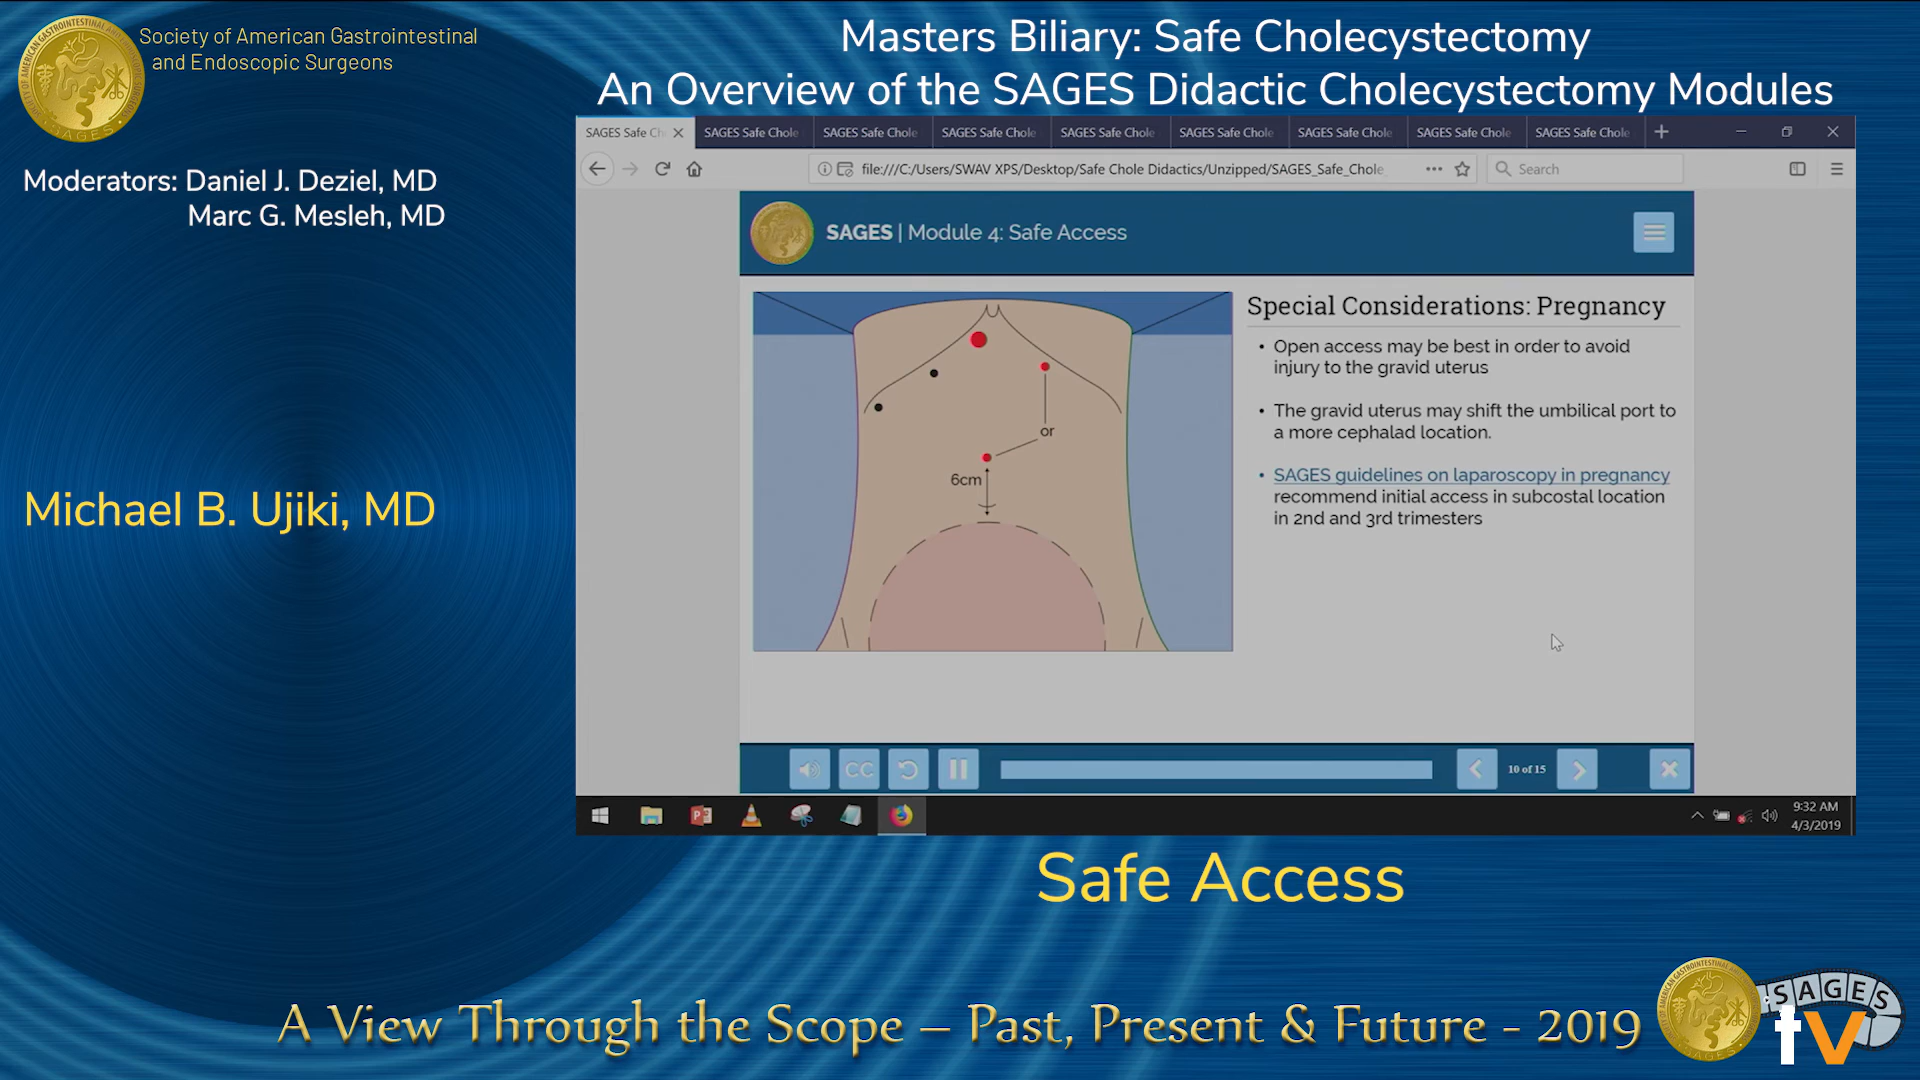 Society of American Gastrointestinal
and Endoscopic Surgeons
Masters Biliary: Safe Cholecystectomy
An Overview of the SAGES Didactic Cholecystectomy Modules
Moderators: Daniel J. Deziel, MD
Marc G. Mesleh, MD
Michael B. Ujiki, MD
SAGES Safe Ch
SAGES Safe Chole
SAGES Safe Chole
SAGES Safe Chole
SAGES Safe Chole
SAGES Safe Chole
SAGES Safe Chole
SAGES Safe Chole
SAGES Safe Chole
file:///C:/Users/SWAV XPS/Desktop/Safe Chole Didactics/Unzipped/SAGES_Safe_Chole_
Search
SAGES | Module 4: Safe Access
or
6cm
Special Considerations: Pregnancy
• Open access may be best in order to avoid
injury to the gravid uterus
• The gravid uterus may shift the umbilical port to
a more cephalad location.
• SAGES guidelines on laparoscopy in pregnancy
recommend initial access in subcostal location
in 2nd and 3rd trimesters
CC
10 of 15
9:32 AM
4/3/2019
Safe Access
A View Through the Scope – Past, Present & Future - 2019
SAGES
tv